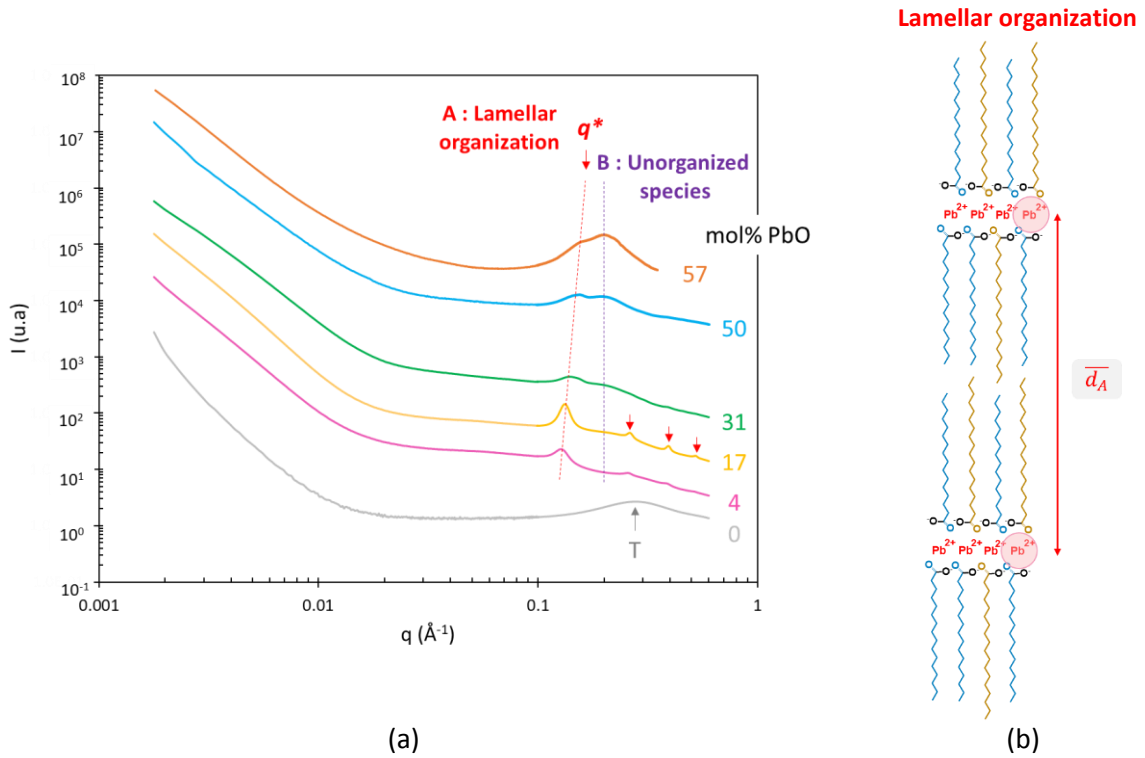 Lamellar organization
10⁸
10⁷
10⁶
10⁵
10⁴
10³
10²
10¹
10⁰
10⁻¹
I (u.a)
0.001
0.01
0.1
1
q (Å⁻¹)
A : Lamellar
organization
q*
B : Unorganized
species
mol% PbO
57
50
31
17
4
0
T
(a)
-O O -O O -O O -O O
Pb²⁺ Pb²⁺ Pb²⁺ Pb²⁺
O O- O O- O O- O O-
d̅_A̅
-O O -O O -O O -O O
Pb²⁺ Pb²⁺ Pb²⁺ Pb²⁺
O O- O O- O O- O O-
(b)